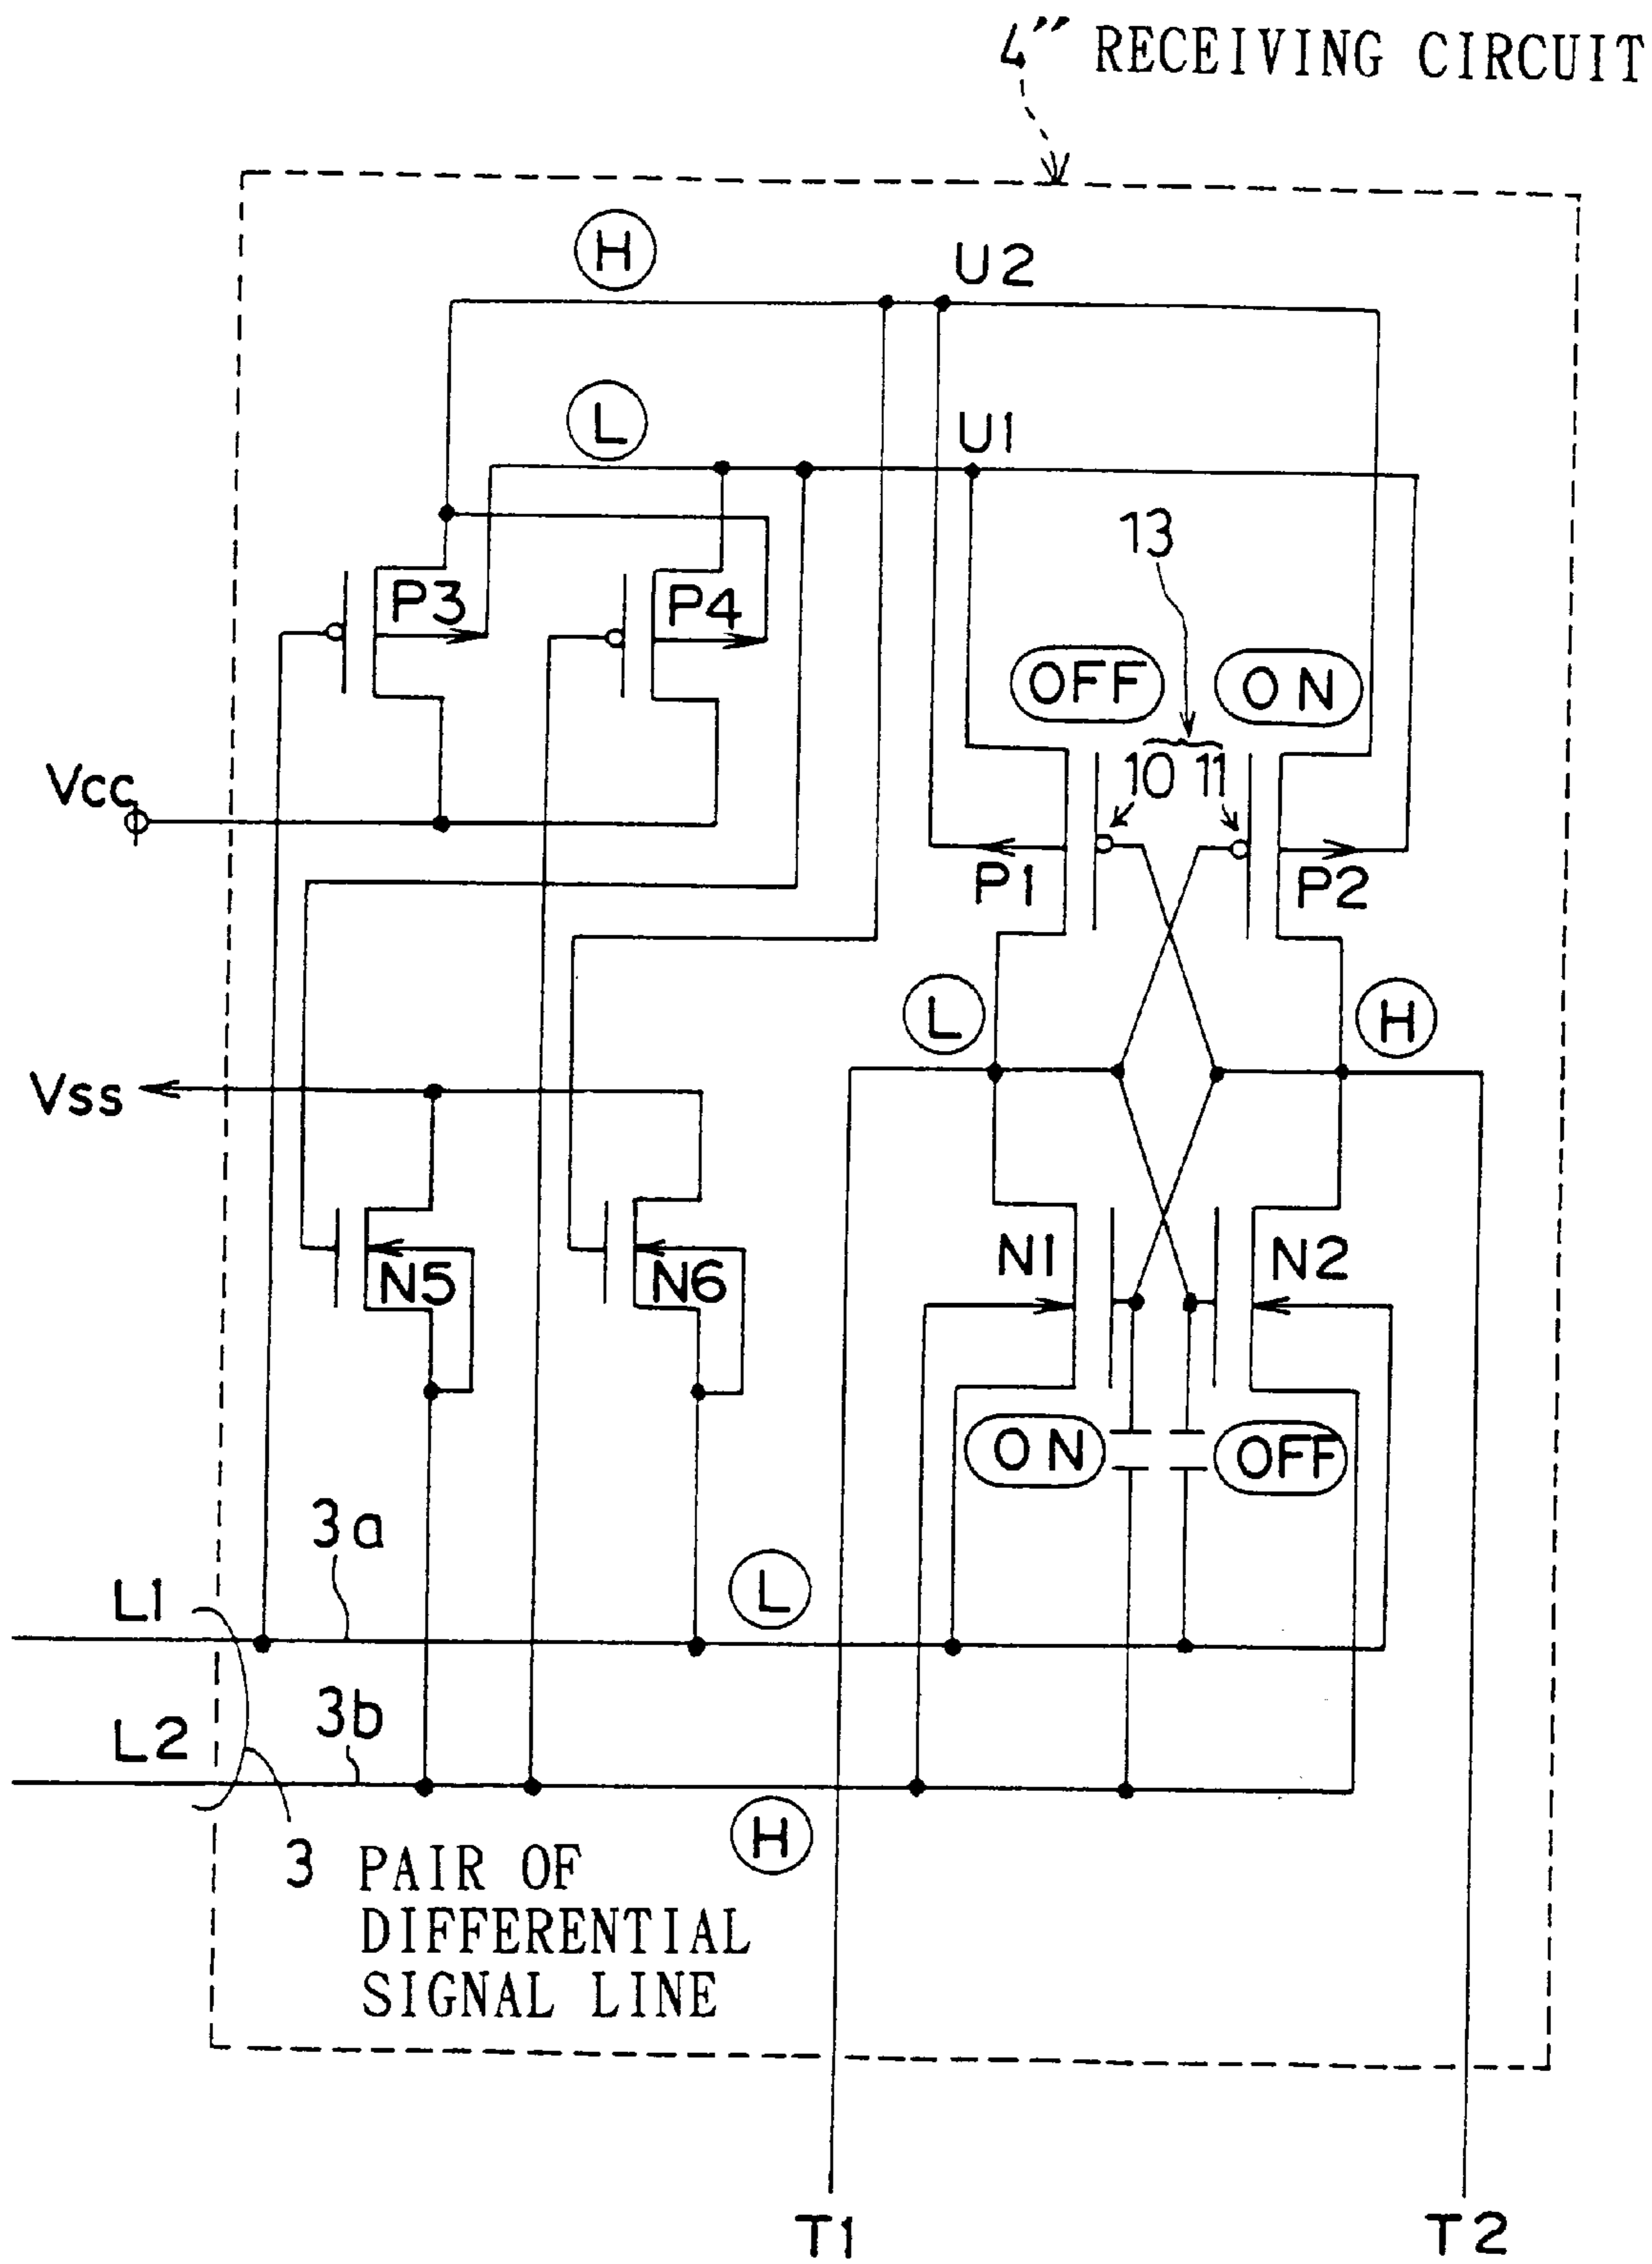 4″ RECEIVING CIRCUIT
H
U2
L
U1
13
P3
P4
OFF
ON
10 11
Vcc
P1
P2
L
H
Vss
N5
N6
N1
N2
ON
OFF
3a
L
L1
L2
3b
H
3 PAIR OF
DIFFERENTIAL
SIGNAL LINE
T1
T2